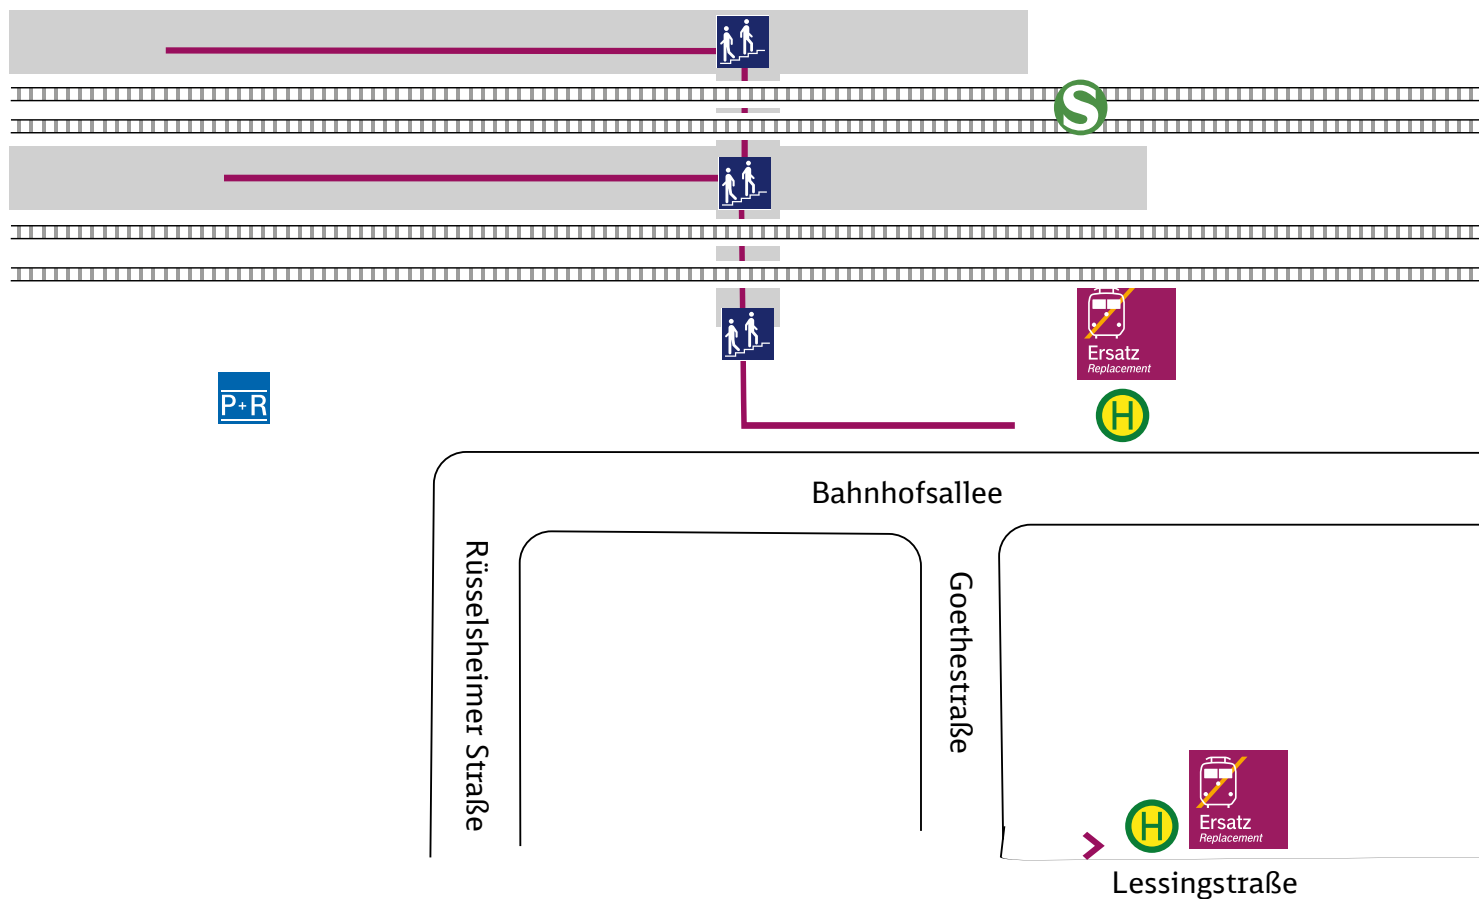 S
Ersatz
Replacement
P+R
H
Bahnhofsallee
Rüsselsheimer Straße
Goethestraße
H
Ersatz
Replacement
Lessingstraße